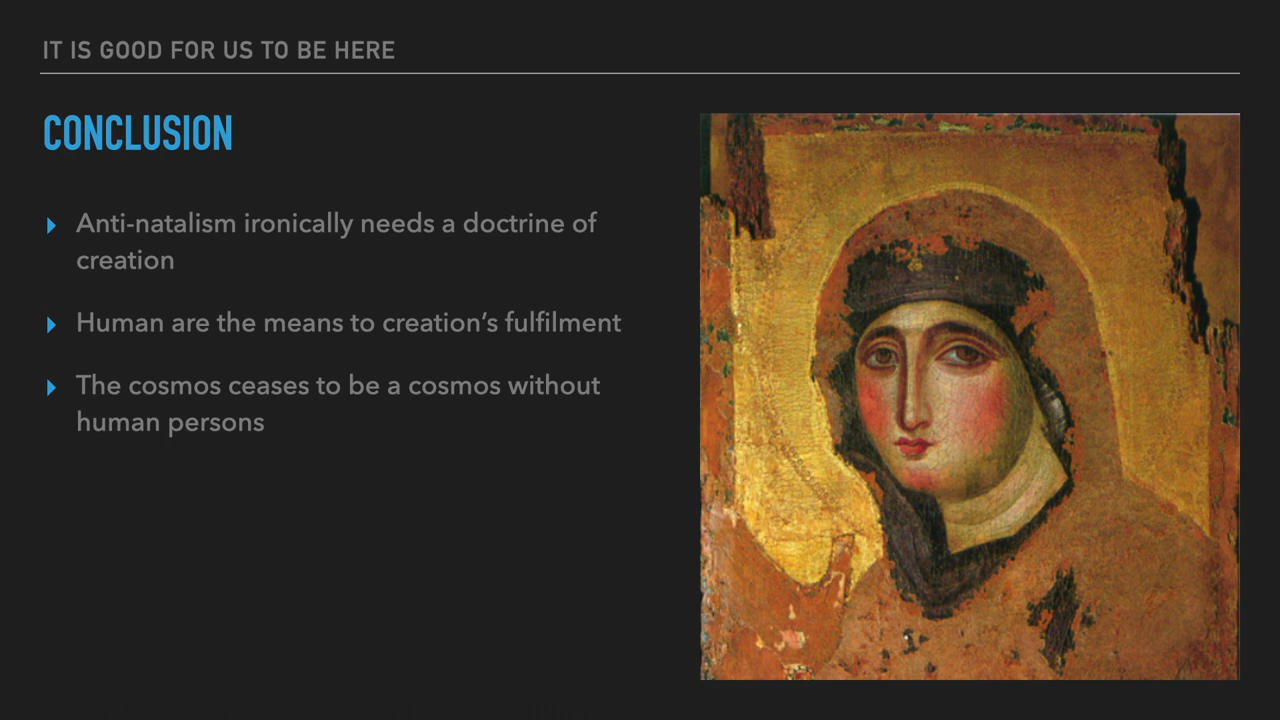 IT IS GOOD FOR US TO BE HERE
CONCLUSION
Anti-natalism ironically needs a doctrine of
creation
Human are the means to creation’s fulfilment
The cosmos ceases to be a cosmos without
human persons